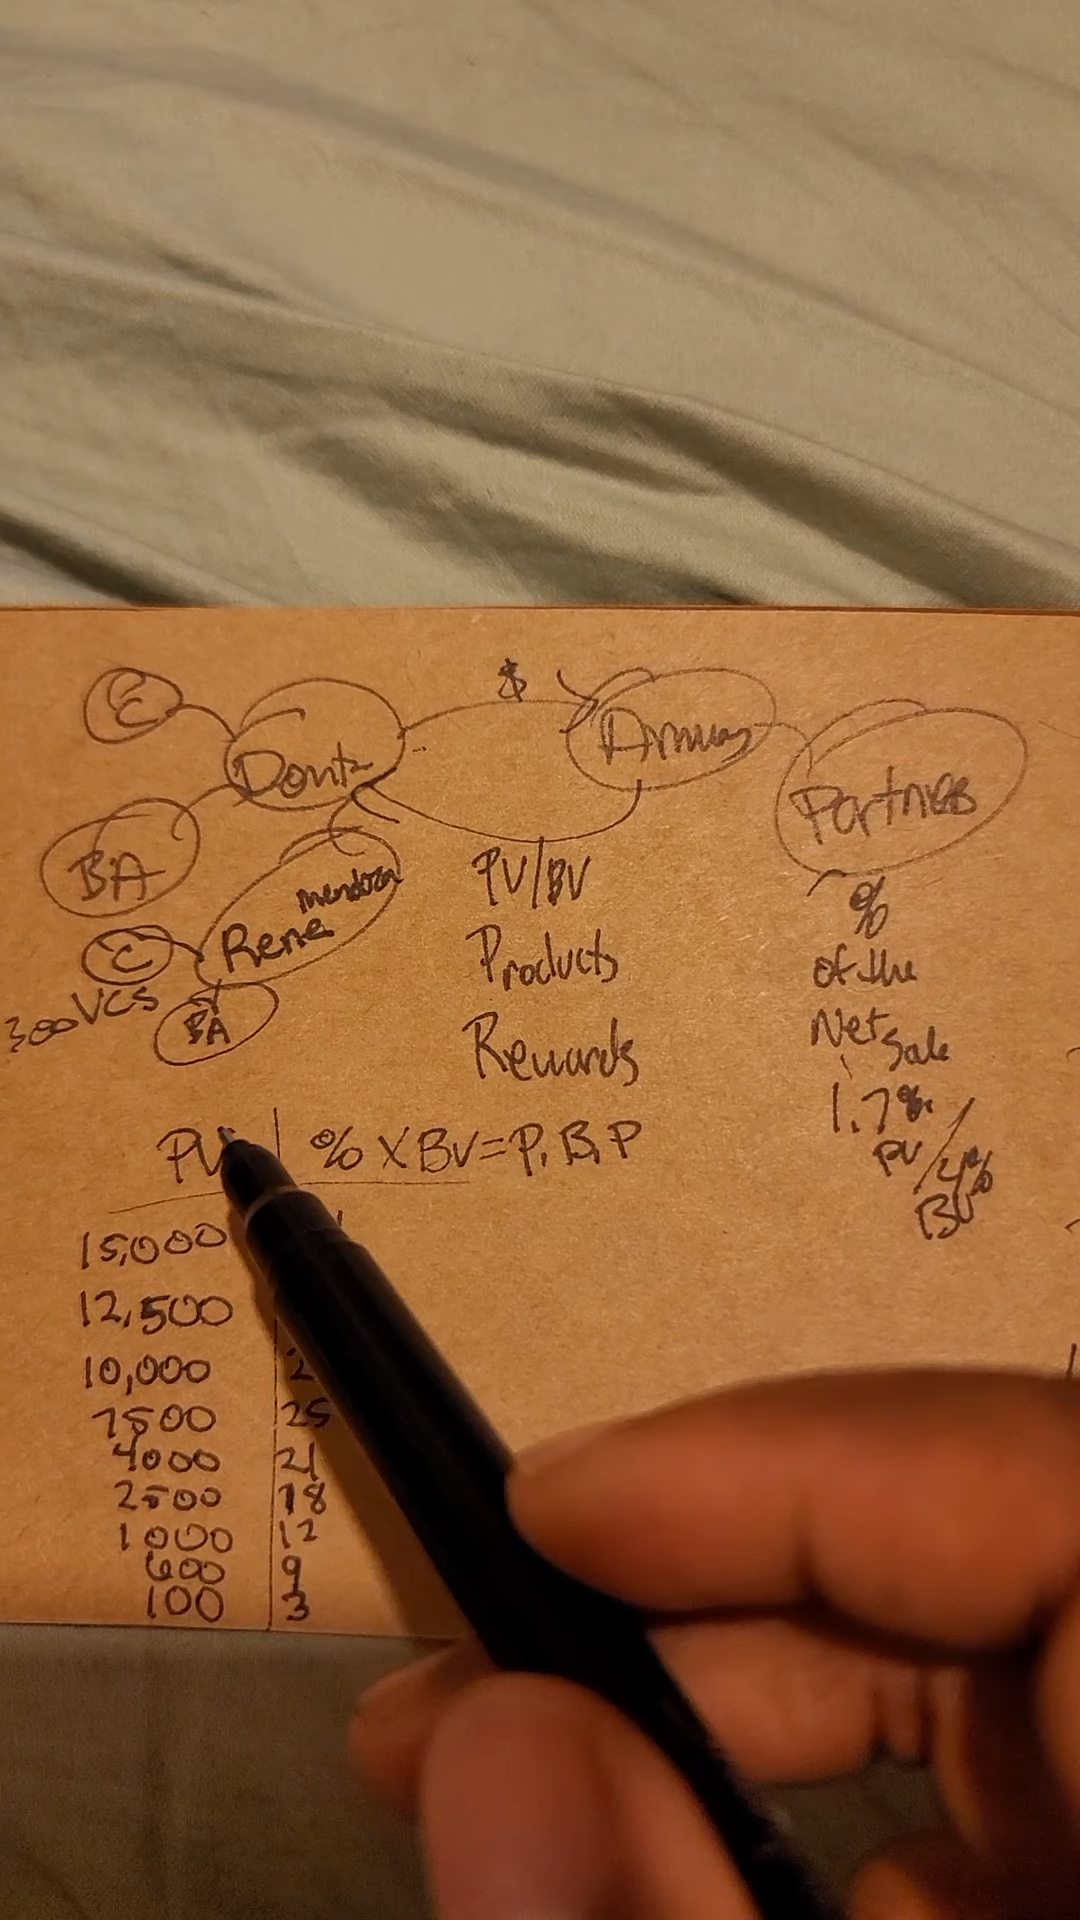 $
C
Donta
Partners
BA
mendoza
Rene
PV/BV
%
C
Products
of the
300 VCS
BA
Rewards
Net Sale
1.7%
PV / 4%
BV
PV % X BV = P.B.P
15,000
12,500
10,000 2
7500 25
4000 21
2500 18
1000 12
600 9
100 3